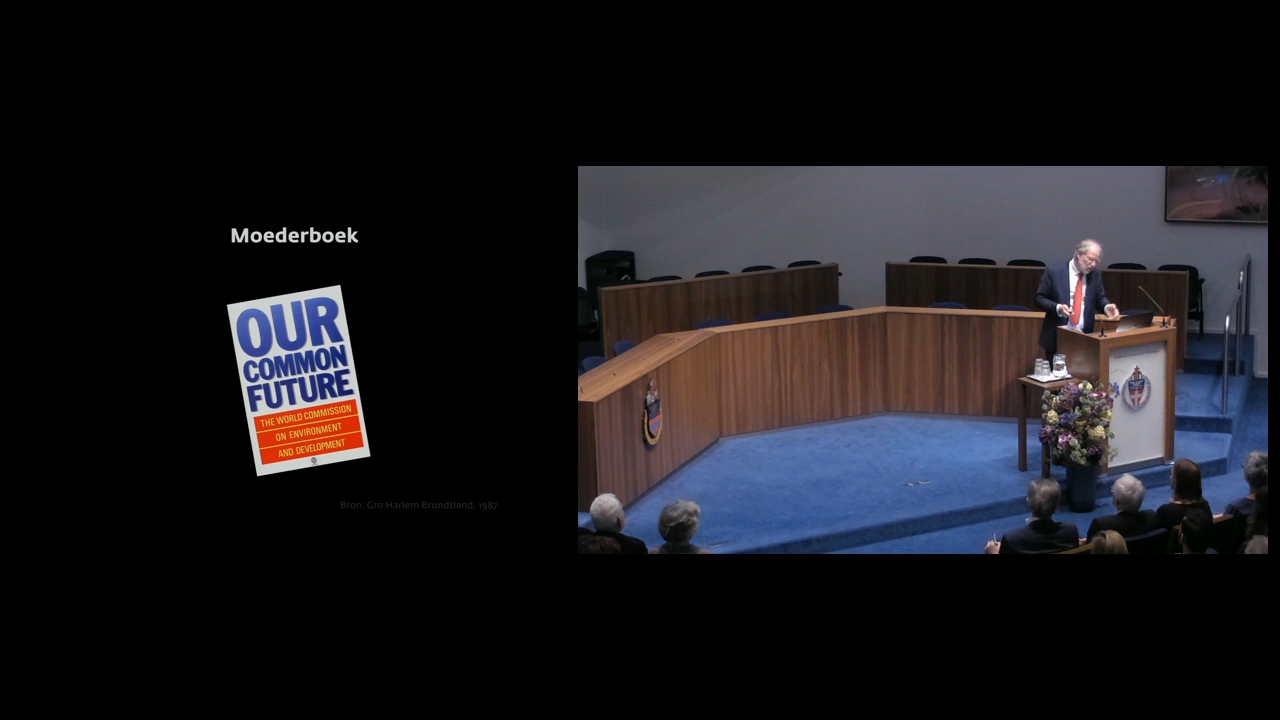 Moederboek
OUR
COMMON
FUTURE
THE WORLD COMMISSION
ON ENVIRONMENT
AND DEVELOPMENT
Bron: Gro Harlem Brundtland, 1987